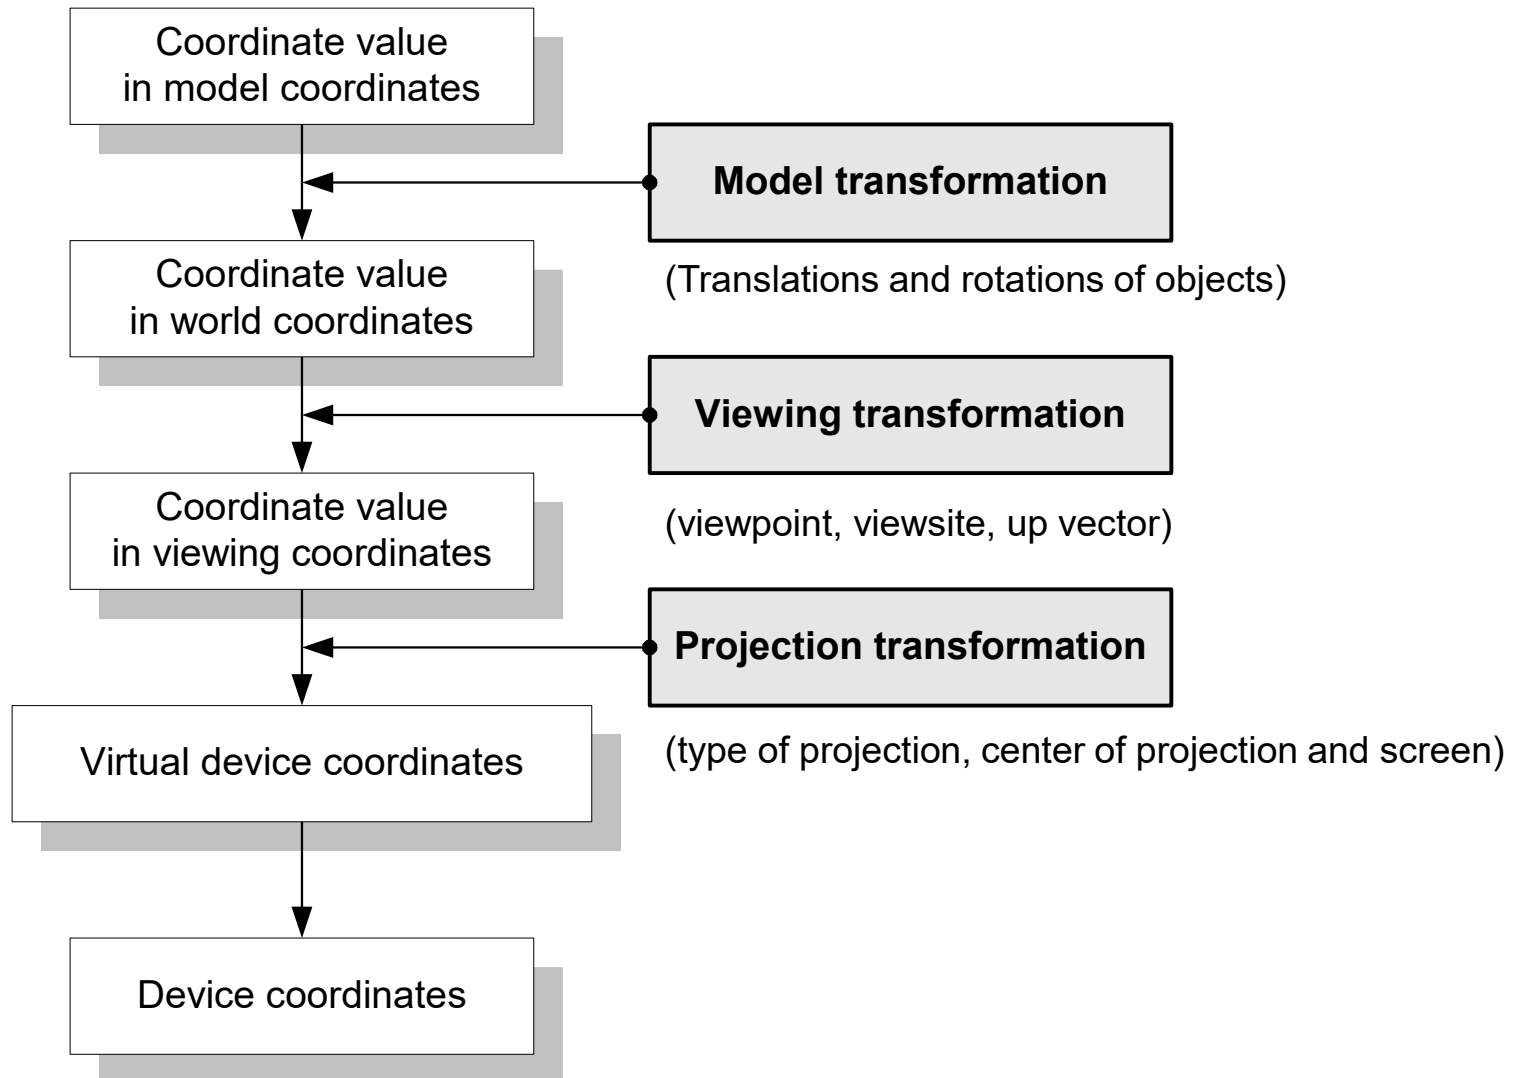 Coordinate value
in model coordinates
Model transformation
(Translations and rotations of objects)
Coordinate value
in world coordinates
Viewing transformation
(viewpoint, viewsite, up vector)
Coordinate value
in viewing coordinates
Projection transformation
(type of projection, center of projection and screen)
Virtual device coordinates
Device coordinates